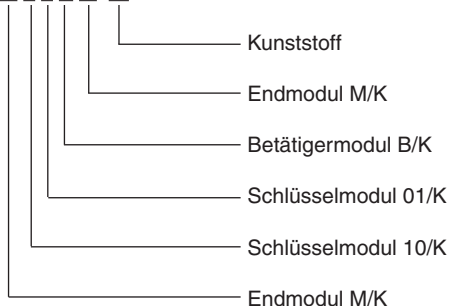 Kunststoff
Endmodul M/K
Betätigermodul B/K
Schlüsselmodul 01/K
Schlüsselmodul 10/K
Endmodul M/K